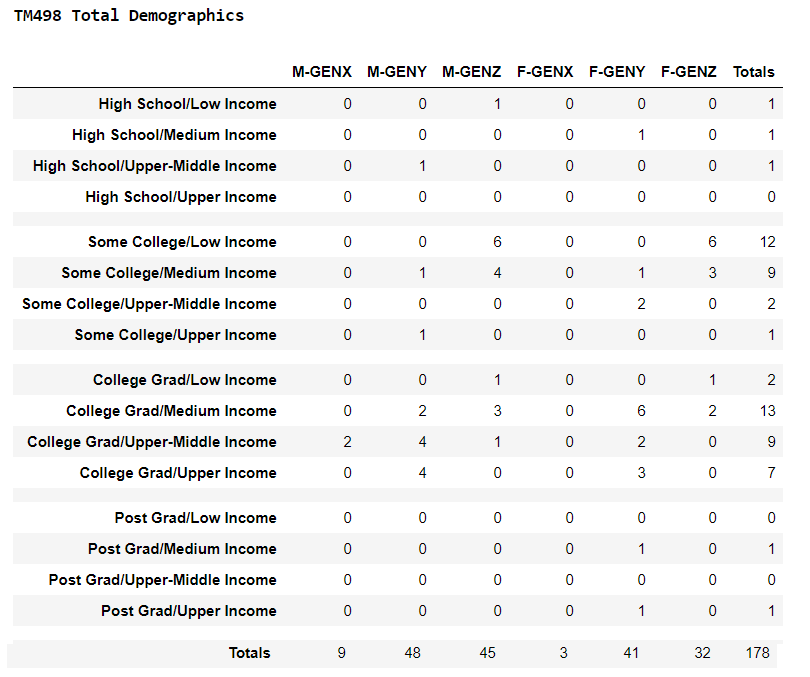 TM498 Total Demographics
M-GENX M-GENY M-GENZ F-GENX F-GENY F-GENZ Totals
High School/Low Income 0 0 1 0 0 0 1
High School/Medium Income 0 0 0 0 1 0 1
High School/Upper-Middle Income 0 1 0 0 0 0 1
High School/Upper Income 0 0 0 0 0 0 0
Some College/Low Income 0 0 6 0 0 6 12
Some College/Medium Income 0 1 4 0 1 3 9
Some College/Upper-Middle Income 0 0 0 0 2 0 2
Some College/Upper Income 0 1 0 0 0 0 1
College Grad/Low Income 0 0 1 0 0 1 2
College Grad/Medium Income 0 2 3 0 6 2 13
College Grad/Upper-Middle Income 2 4 1 0 2 0 9
College Grad/Upper Income 0 4 0 0 3 0 7
Post Grad/Low Income 0 0 0 0 0 0 0
Post Grad/Medium Income 0 0 0 0 1 0 1
Post Grad/Upper-Middle Income 0 0 0 0 0 0 0
Post Grad/Upper Income 0 0 0 0 1 0 1
Totals 9 48 45 3 41 32 178